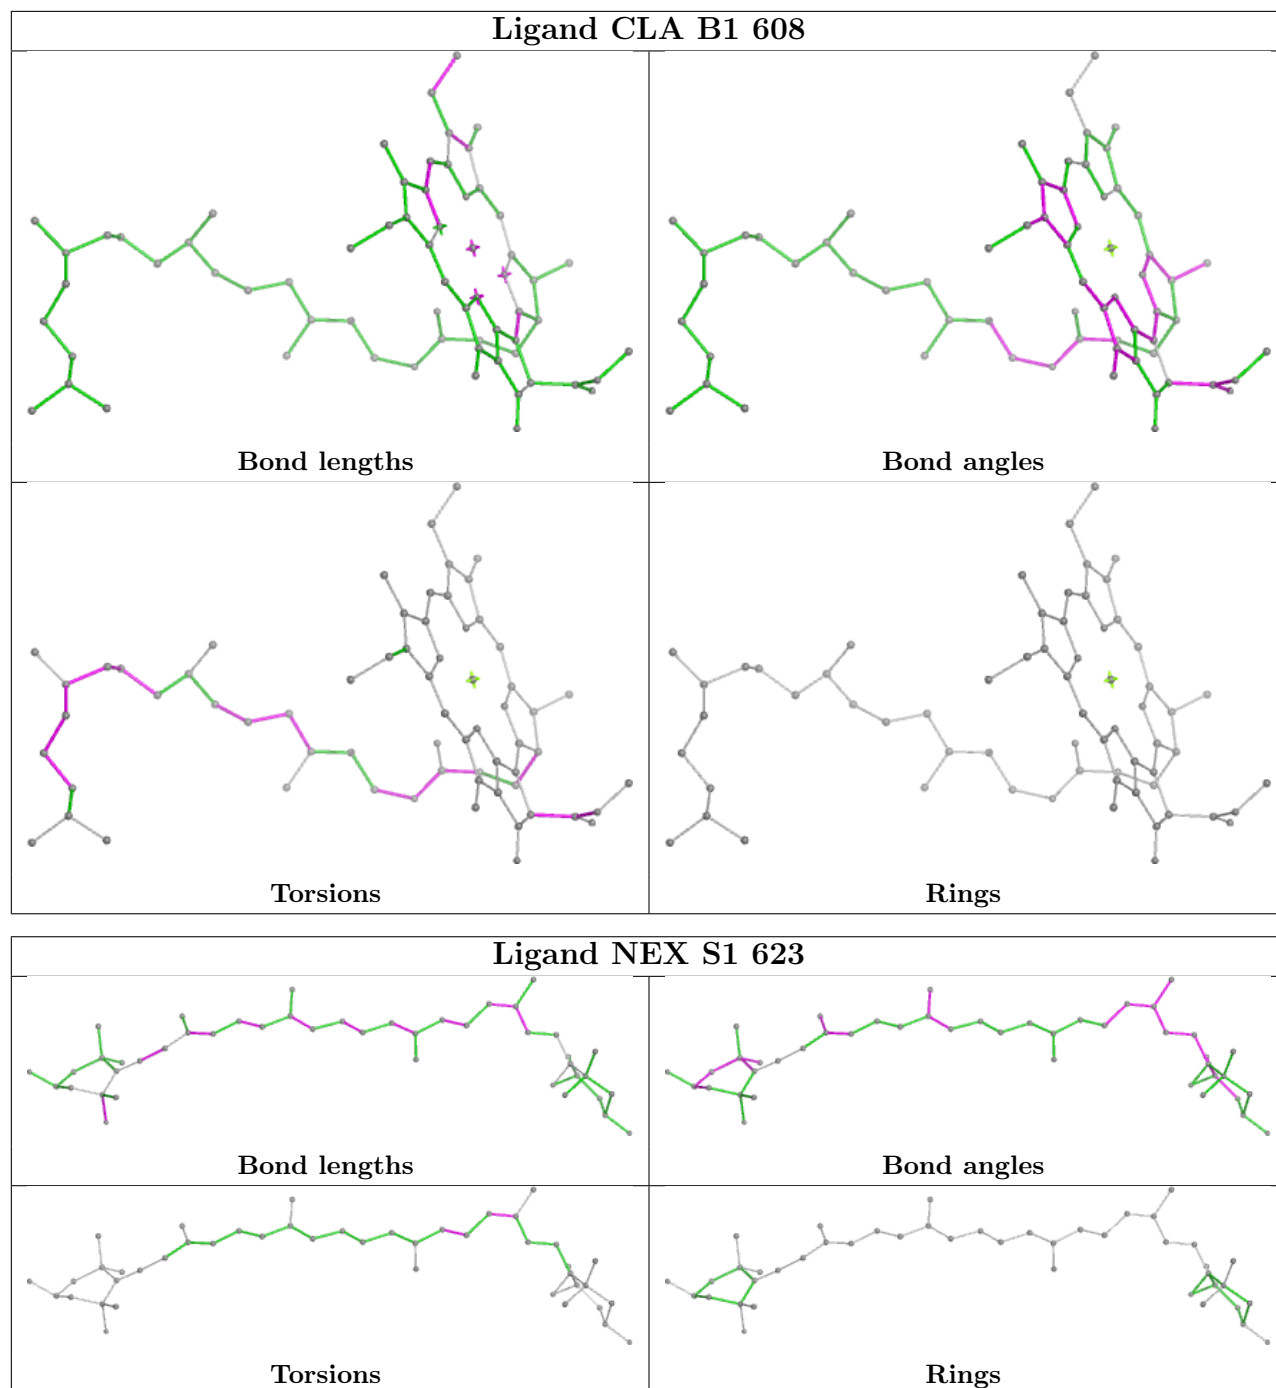 Ligand CLA B1 608
Bond lengths
Bond angles
Torsions
Rings
Ligand NEX S1 623
Bond lengths
Bond angles
Torsions
Rings